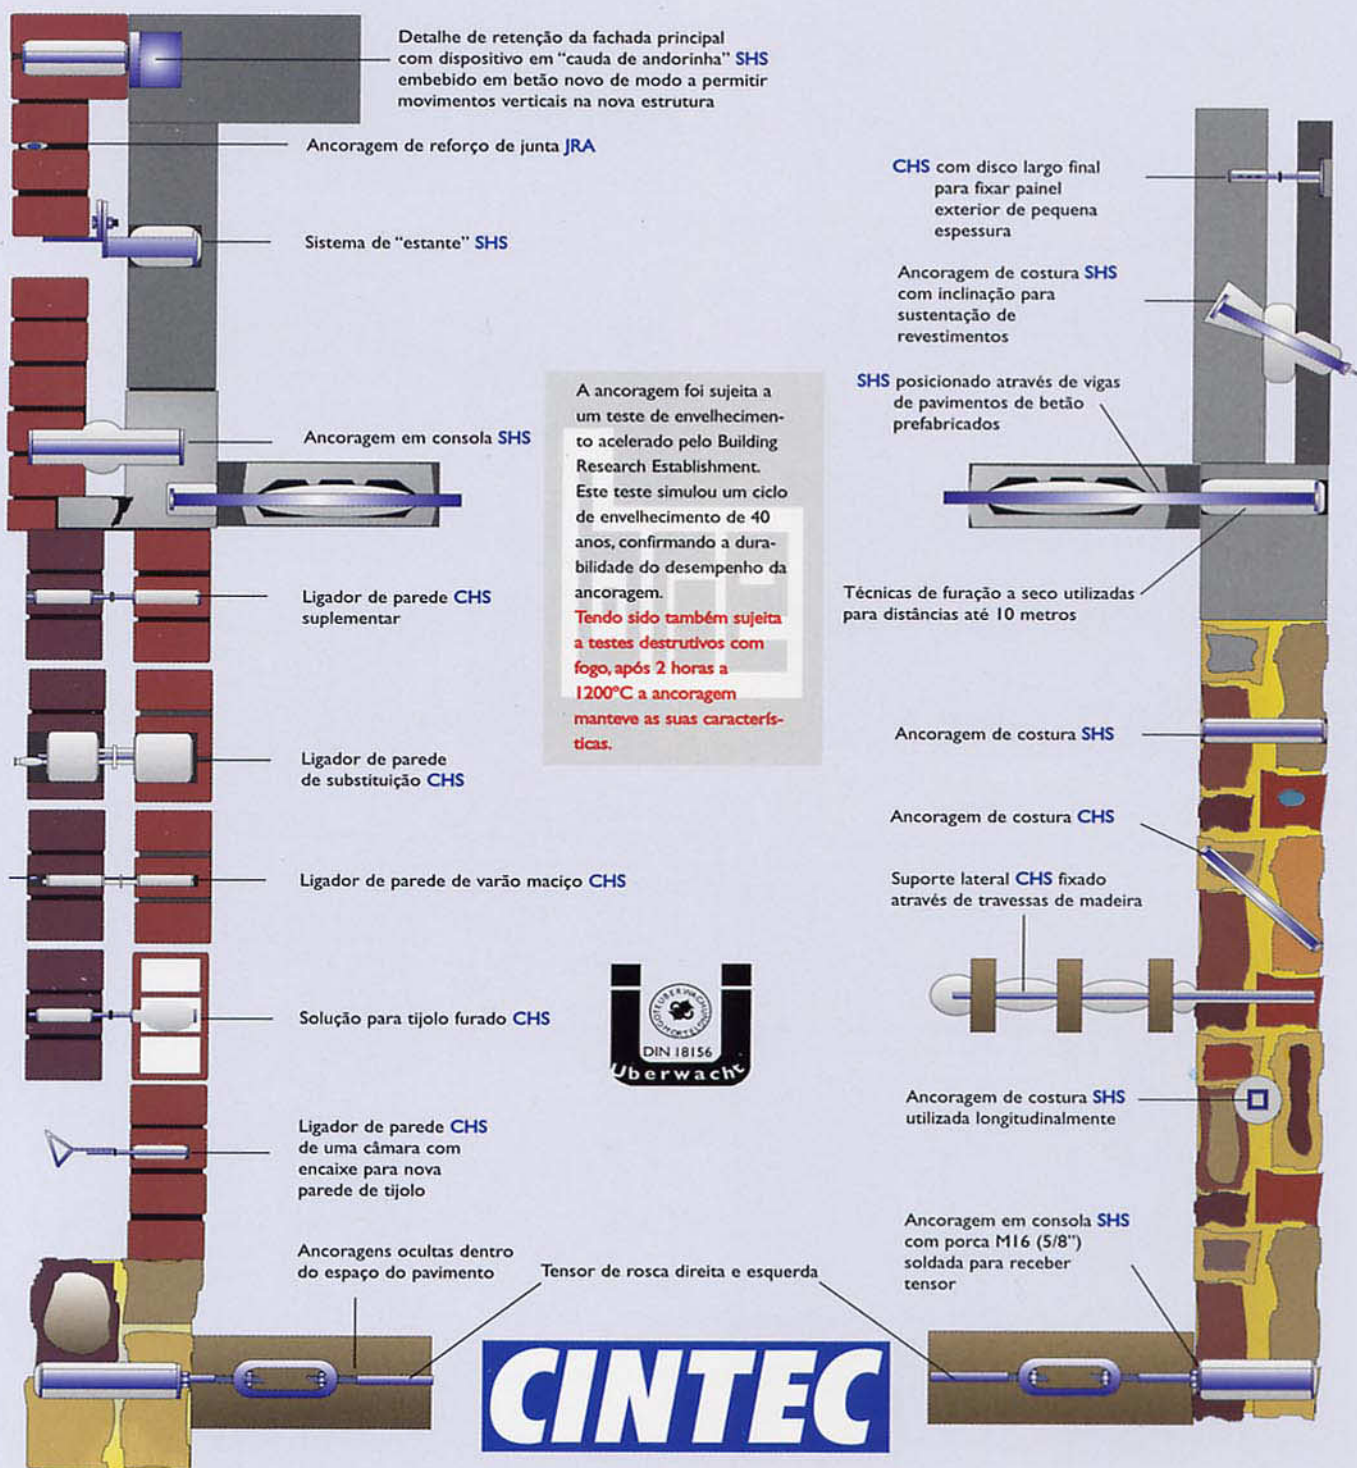 Detalhe de retenção da fachada principal
com dispositivo em “cauda de andorinha” SHS
embebido em betão novo de modo a permitir
movimentos verticais na nova estrutura
Ancoragem de reforço de junta JRA
Sistema de “estante” SHS
Ancoragem em consola SHS
Ligador de parede CHS
suplementar
Ligador de parede
de substituição CHS
Ligador de parede de varão maciço CHS
Solução para tijolo furado CHS
Ligador de parede CHS
de uma câmara com
encaixe para nova
parede de tijolo
Ancoragens ocultas dentro
do espaço do pavimento
Tensor de rosca direita e esquerda
A ancoragem foi sujeita a
um teste de envelhecimen-
to acelerado pelo Building
Research Establishment.
Este teste simulou um ciclo
de envelhecimento de 40
anos, confirmando a dura-
bilidade do desempenho da
ancoragem.
Tendo sido também sujeita
a testes destrutivos com
fogo, após 2 horas a
1200°C a ancoragem
manteve as suas caracterís-
ticas.
DIN 18156
Uberwacht
CINTEC
CHS com disco largo final
para fixar painel
exterior de pequena
espessura
Ancoragem de costura SHS
com inclinação para
sustentação de
revestimentos
SHS posicionado através de vigas
de pavimentos de betão
prefabricados
Técnicas de furação a seco utilizadas
para distâncias até 10 metros
Ancoragem de costura SHS
Ancoragem de costura CHS
Suporte lateral CHS fixado
através de travessas de madeira
Ancoragem de costura SHS
utilizada longitudinalmente
Ancoragem em consola SHS
com porca M16 (5/8”)
soldada para receber
tensor